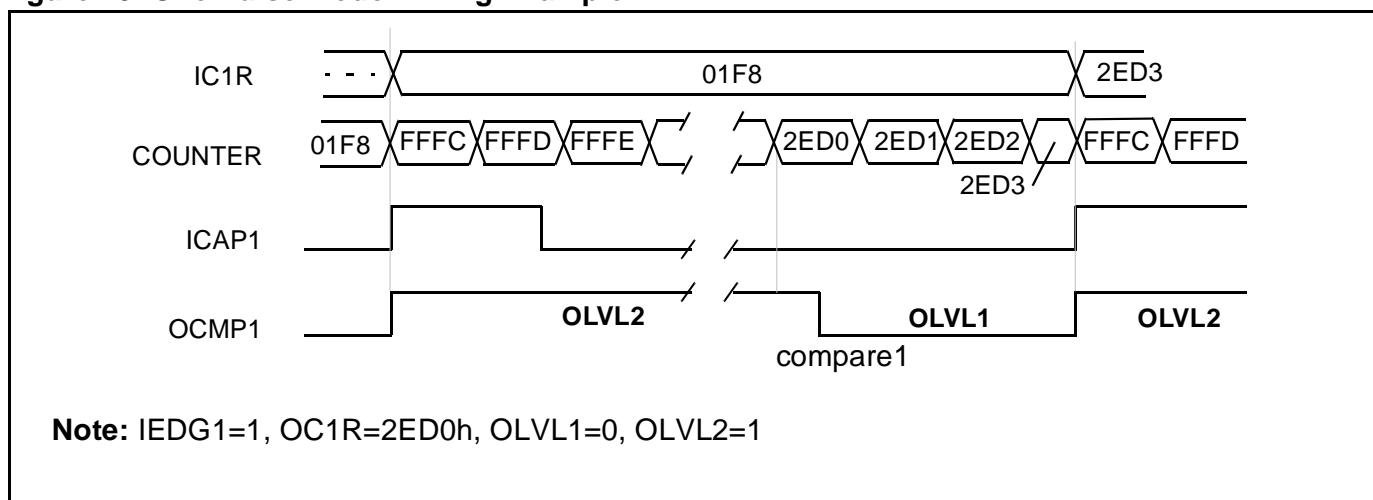 IC1R - - - 01F8 2ED3
COUNTER 01F8 FFFC FFFD FFFE 2ED0 2ED1 2ED2 FFFC FFFD
2ED3
ICAP1
OCMP1 OLVL2 OLVL1 OLVL2
compare1
Note: IEDG1=1, OC1R=2ED0h, OLVL1=0, OLVL2=1